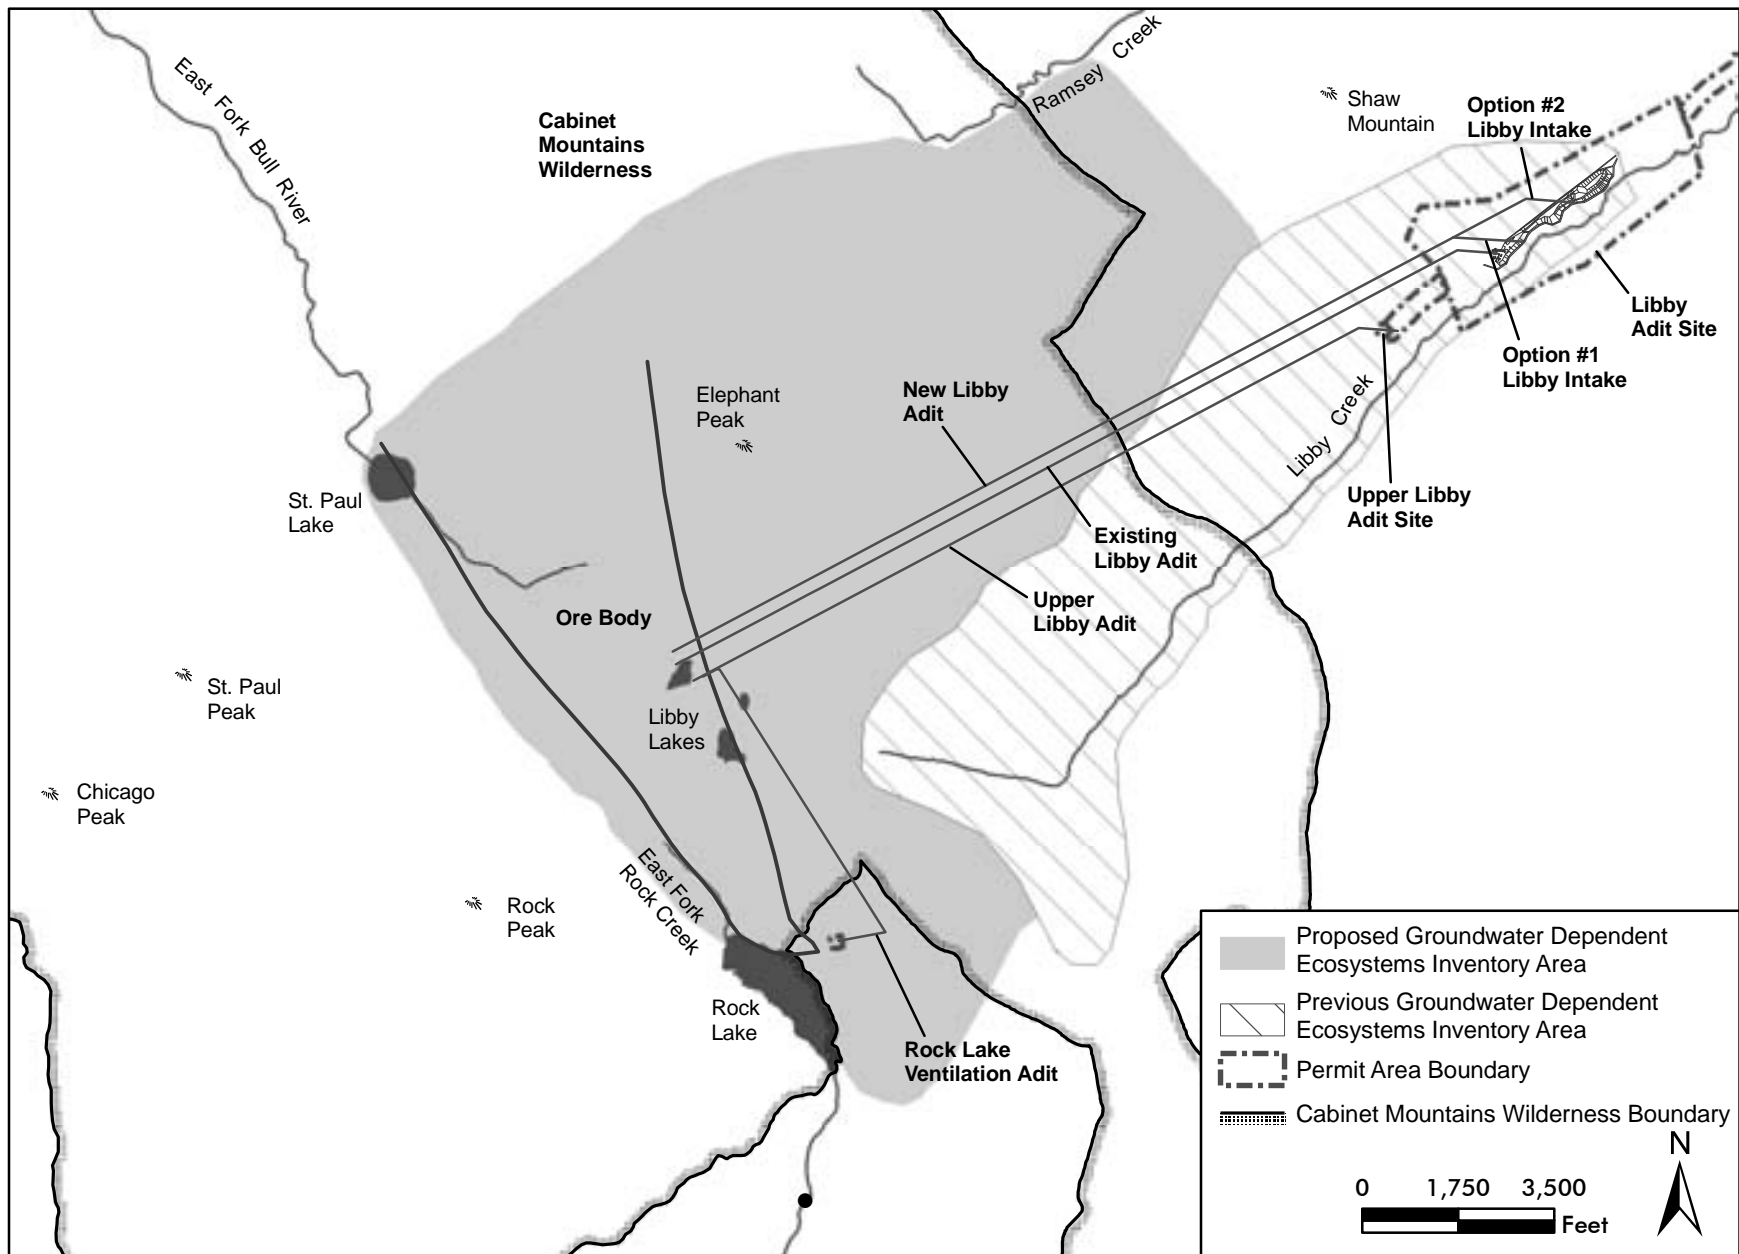 East Fork Bull River
Cabinet
Mountains
Wilderness
Ramsey Creek
Shaw
Mountain
Option #2
Libby Intake
Libby
Adit Site
Option #1
Libby Intake
Elephant
Peak
New Libby
Adit
Libby Creek
St. Paul
Lake
Upper Libby
Adit Site
Existing
Libby Adit
Ore Body
Upper
Libby Adit
St. Paul
Peak
Libby
Lakes
Chicago
Peak
East Fork
Rock Creek
Rock
Peak
Rock
Lake
Rock Lake
Ventilation Adit
Proposed Groundwater Dependent
Ecosystems Inventory Area
Previous Groundwater Dependent
Ecosystems Inventory Area
Permit Area Boundary
Cabinet Mountains Wilderness Boundary
N
0 1,750 3,500
Feet